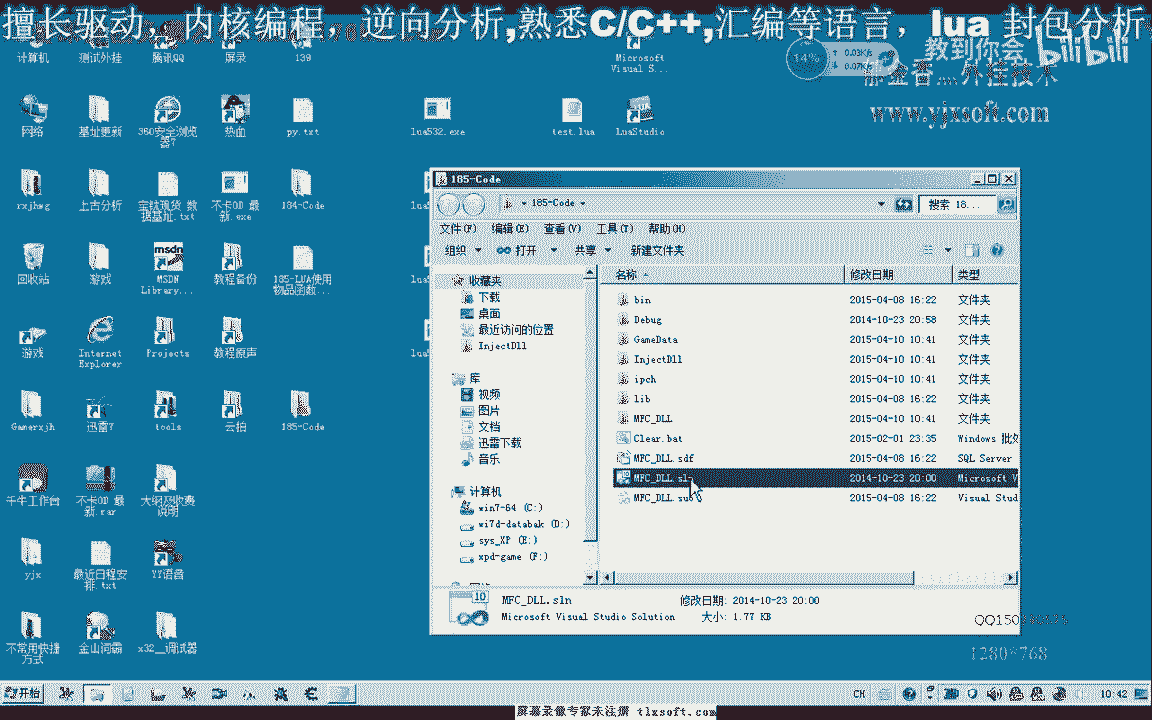 擅长驱动，内核编程，逆向分析,熟悉C/C++,汇编等语言，lua 封包分析
教到你会
bilibili
外挂技术
www.yjxsoft.com
14%
0.03K/s
0.07K/s
计算机
测试外挂
腾讯QQ
屏录
139
Microsoft
Visual S...
网络
基址更新
360安全浏览
器7
热血
py.txt
lua532.exe
test.lua
LuaStudio
rxjhwg
上古分析
宝钛现货 数
据基址.txt
不卡OD 最
新.exe
184-Code
回收站
游戏
MSDN
Library...
教程备份
185-LUA使用
物品函数...
游戏
Internet
Explorer
Projects
教程原声
Gamerxjh
迅雷7
tools
云拍
185-Code
千牛工作台
不卡OD 最
新.rar
大纲及收费
说明
yjx
最近日程安
排.txt
YY语音
不常用快捷
方式
金山词霸
x32__调试器
185-Code
185-Code
搜索 18...
文件(F) 编辑(E) 查看(V) 工具(T) 帮助(H)
组织 打开 共享 新建文件夹
收藏夹
下载
桌面
最近访问的位置
InjectDll
库
视频
图片
文档
迅雷下载
音乐
计算机
win7-64 (C:)
wi7d-databak (D:)
sys_XP (E:)
xpd-game (F:)
名称 修改日期 类型
bin 2015-04-08 16:22 文件夹
Debug 2014-10-23 20:58 文件夹
GameData 2015-04-10 10:41 文件夹
InjectDll 2015-04-10 10:41 文件夹
ipch 2015-04-10 10:41 文件夹
lib 2015-04-08 16:22 文件夹
MFC_DLL 2015-04-10 10:41 文件夹
Clear.bat 2015-02-01 23:35 Windows 批处
MFC_DLL.sdf 2015-04-08 16:22 SQL Server
MFC_DLL.sln 2014-10-23 20:00 Microsoft V
MFC_DLL.suo 2015-04-08 16:22 Visual Stud
MFC_DLL.sln 修改日期: 2014-10-23 20:00
Microsoft Visual Studio Solution 大小: 1.77 KB
1280*768
开始
CH
10:42
屏幕录像专家未注册 tlxsoft.com